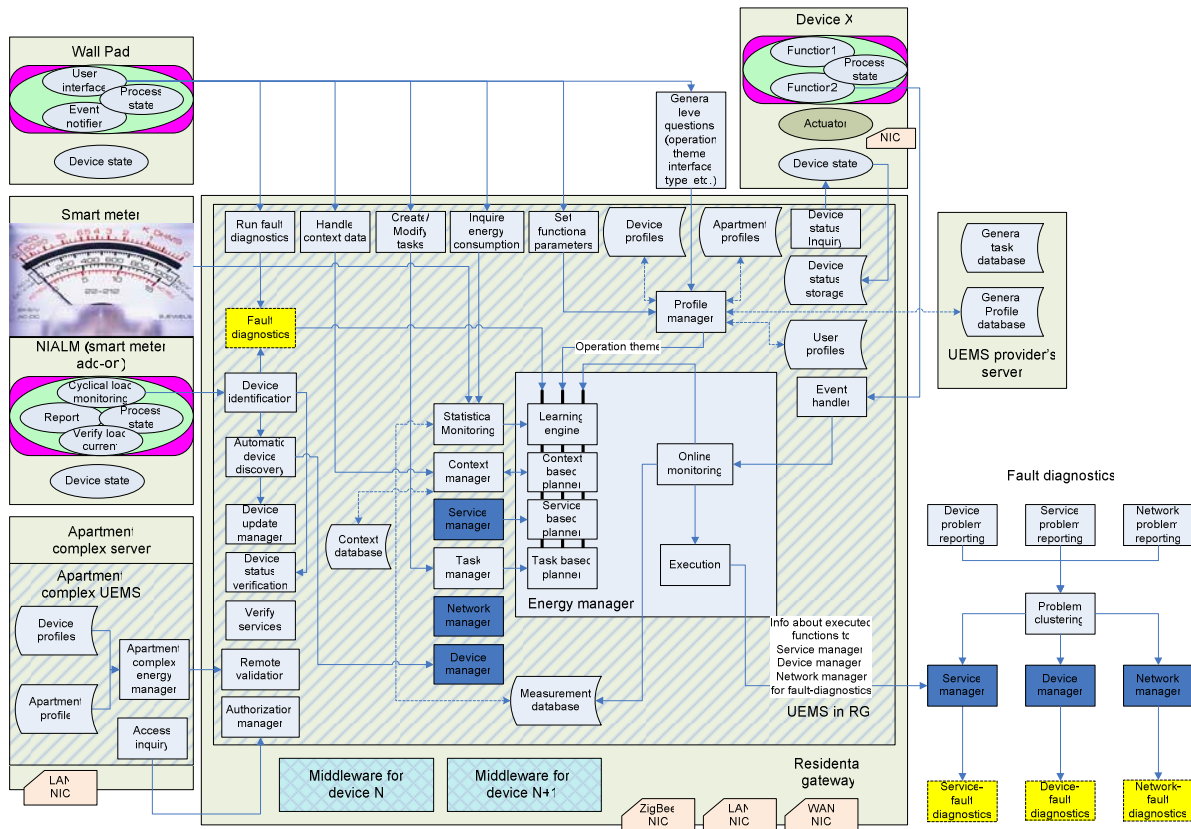 Wall Pad
User
interface
Process
state
Event
notifier
Device state
Device X
Function1
Process
state
Function2
Actuator
NIC
Device state
Genera
leve
questions
(operation
theme
interface
type etc.)
Smart meter
NIALM (smart meter
add-on)
Cyclical load
monitoring
Report
Process
state
Verify load
current
Device state
Run fault
diagnostics
Handle
context data
Create/
Modify
tasks
Inquire
energy
consumption
Set
functiona
parameters
Device
profiles
Apartment
profiles
Device
status
Inquiry
Device
status
storage
Profile
manager
User
profiles
Genera
task
database
Genera
Profile
database
UEMS provider's
server
Fault
diagnostics
Operation theme
Device
identification
Event
handler
Statistica
Monitoring
Learning
engine
Automatic
device
discovery
Context
manager
Context
based
planner
Online
monitoring
Device
update
manager
Service
manager
Service
based
planner
Context
database
Device
status
verification
Task
manager
Task based
planner
Execution
Energy manager
Verify
services
Network
manager
Remote
validation
Device
manager
Authorization
manager
Measurement
database
Info about executed
functions to
Service manager
Device manager
Network manager
for fault-diagnostics
UEMS in RG
Apartment
complex server
Apartment
complex UEMS
Device
profiles
Apartment
complex
energy
manager
Apartment
profile
Access
inquiry
LAN
NIC
Middleware for
device N
Middleware for
device N+1
Residenta
gateway
ZigBee
NIC
LAN
NIC
WAN
NIC
Fault diagnostics
Device
problem
reporting
Service
problem
reporting
Network
problem
reporting
Problem
clustering
Service
manager
Device
manager
Network
manager
Service-
fault
diagnostics
Device-
fault
diagnostics
Network-
fault
diagnostics